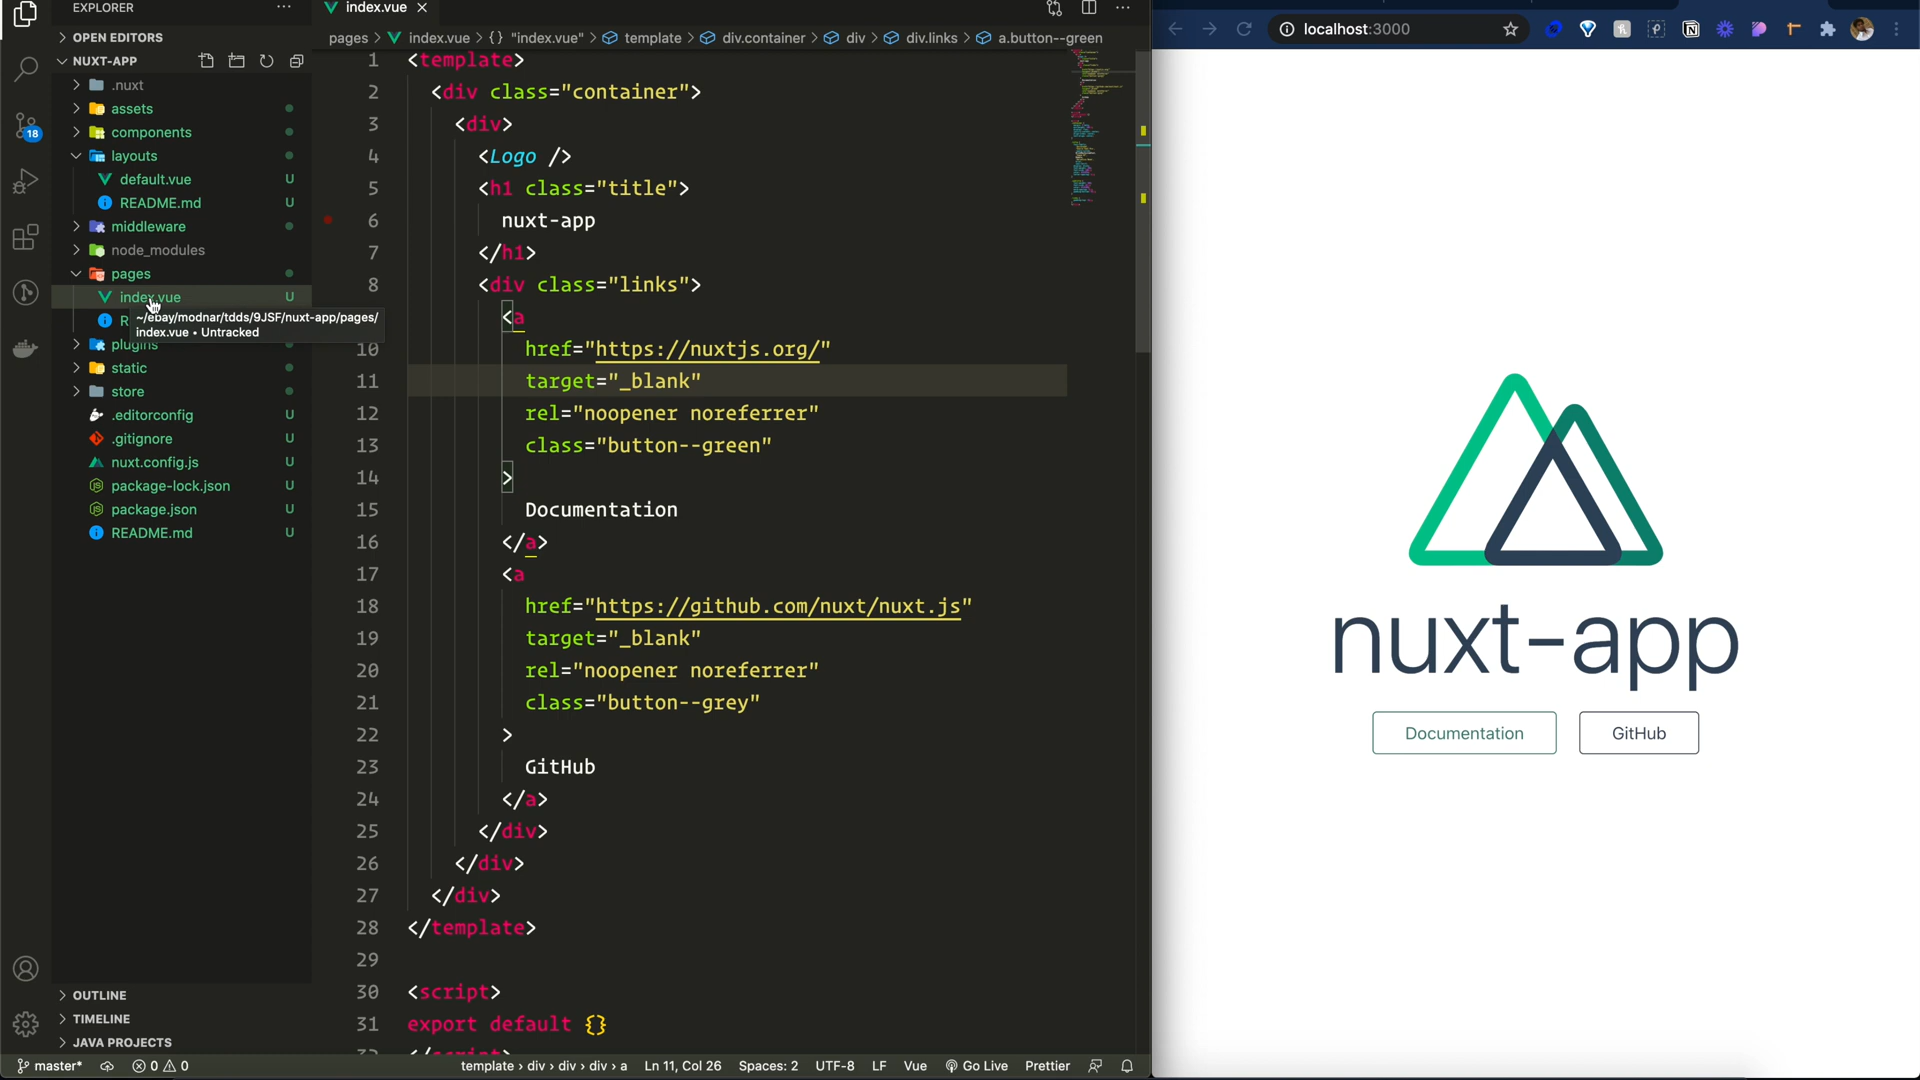 EXPLORER
OPEN EDITORS
NUXT-APP
.nuxt
assets
components
layouts
default.vue U
README.md U
middleware
node_modules
pages
index.vue U
~/ebay/modnar/tdds/9JSF/nuxt-app/pages/
index.vue • Untracked
plugins
static
store
.editorconfig U
.gitignore U
nuxt.config.js U
package-lock.json U
package.json U
README.md U
OUTLINE
TIMELINE
JAVA PROJECTS
18
index.vue
pages > index.vue > {} "index.vue" > template > div.container > div > div.links > a.button--green
1 <template>
2 <div class="container">
3 <div>
4 <Logo />
5 <h1 class="title">
6 nuxt-app
7 </h1>
8 <div class="links">
<a
10 href="https://nuxtjs.org/"
11 target="_blank"
12 rel="noopener noreferrer"
13 class="button--green"
14 >
15 Documentation
16 </a>
17 <a
18 href="https://github.com/nuxt/nuxt.js"
19 target="_blank"
20 rel="noopener noreferrer"
21 class="button--grey"
22 >
23 GitHub
24 </a>
25 </div>
26 </div>
27 </div>
28 </template>
29
30 <script>
31 export default {}
32 </script>
master* 0 0 template > div > div > div > a Ln 11, Col 26 Spaces: 2 UTF-8 LF Vue Go Live Prettier
localhost:3000
nuxt-app
Documentation GitHub